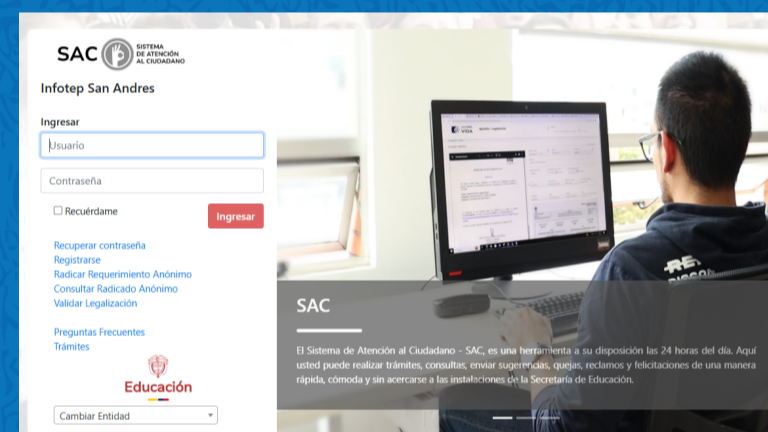 SAC
SISTEMA
DE ATENCIÓN
AL CIUDADANO
Infotep San Andres
Ingresar
Usuario
Contraseña
Recuérdame
Ingresar
Recuperar contraseña
Registrarse
Radicar Requerimiento Anónimo
Consultar Radicado Anónimo
Validar Legalización
Preguntas Frecuentes
Trámites
Educación
Cambiar Entidad
SAC
El Sistema de Atención al Ciudadano - SAC, es una herramienta a su disposición las 24 horas del día. Aquí
usted puede realizar trámites, consultas, enviar sugerencias, quejas, reclamos y felicitaciones de una manera
rápida, cómoda y sin acercarse a las instalaciones de la Secretaría de Educación.